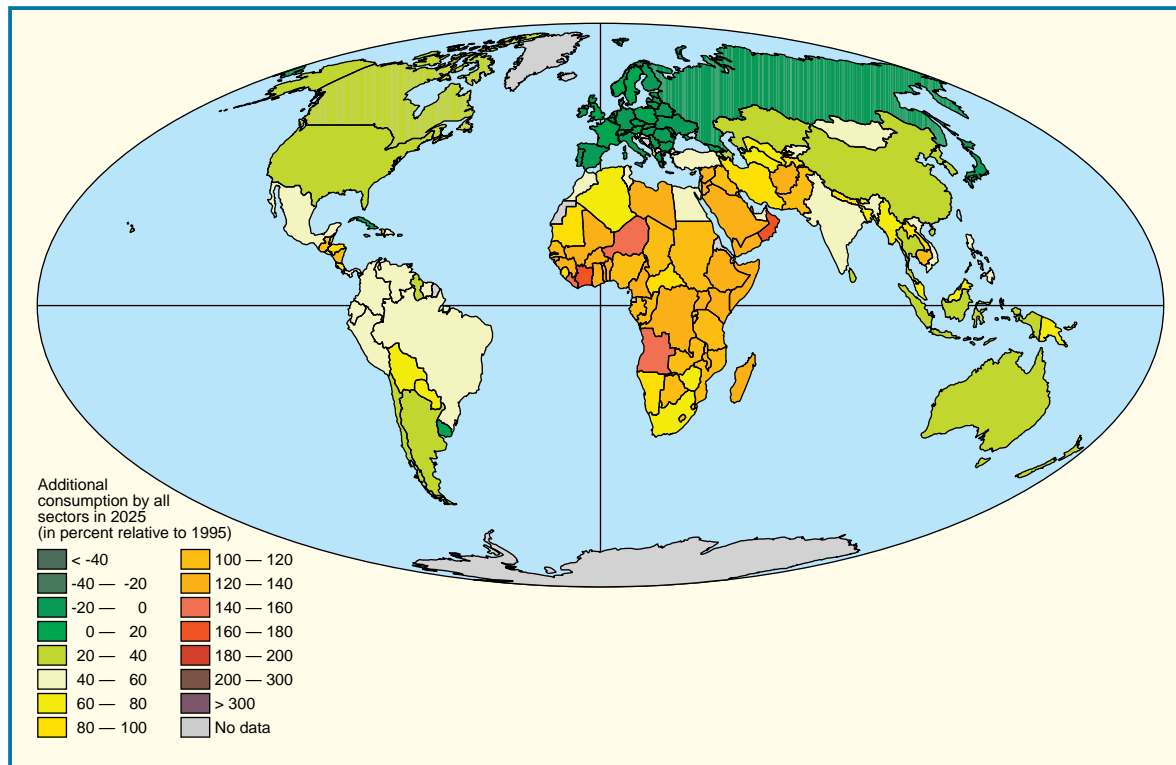 Additional
consumption by all
sectors in 2025
(in percent relative to 1995)
< -40
-40 — -20
-20 — 0
0 — 20
20 — 40
40 — 60
60 — 80
80 — 100
100 — 120
120 — 140
140 — 160
160 — 180
180 — 200
200 — 300
> 300
No data